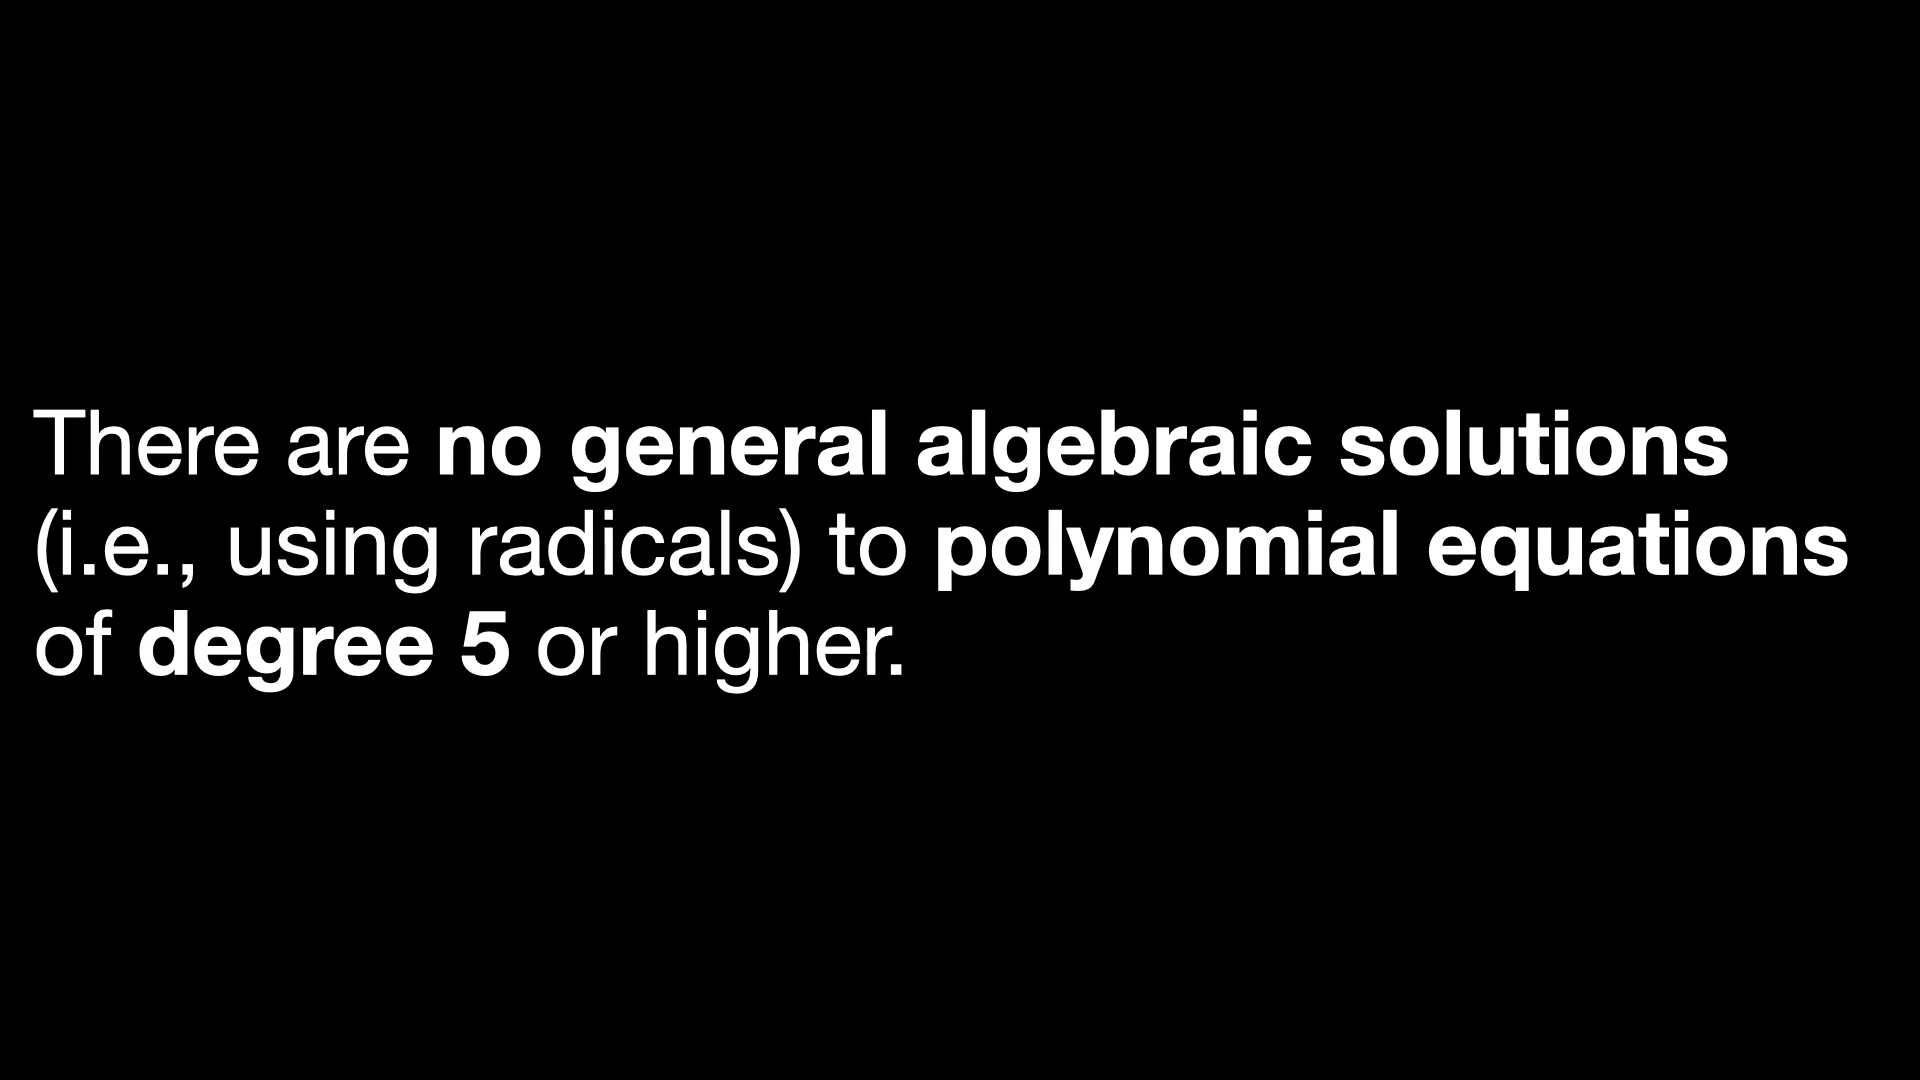 There are no general algebraic solutions
(i.e., using radicals) to polynomial equations
of degree 5 or higher.